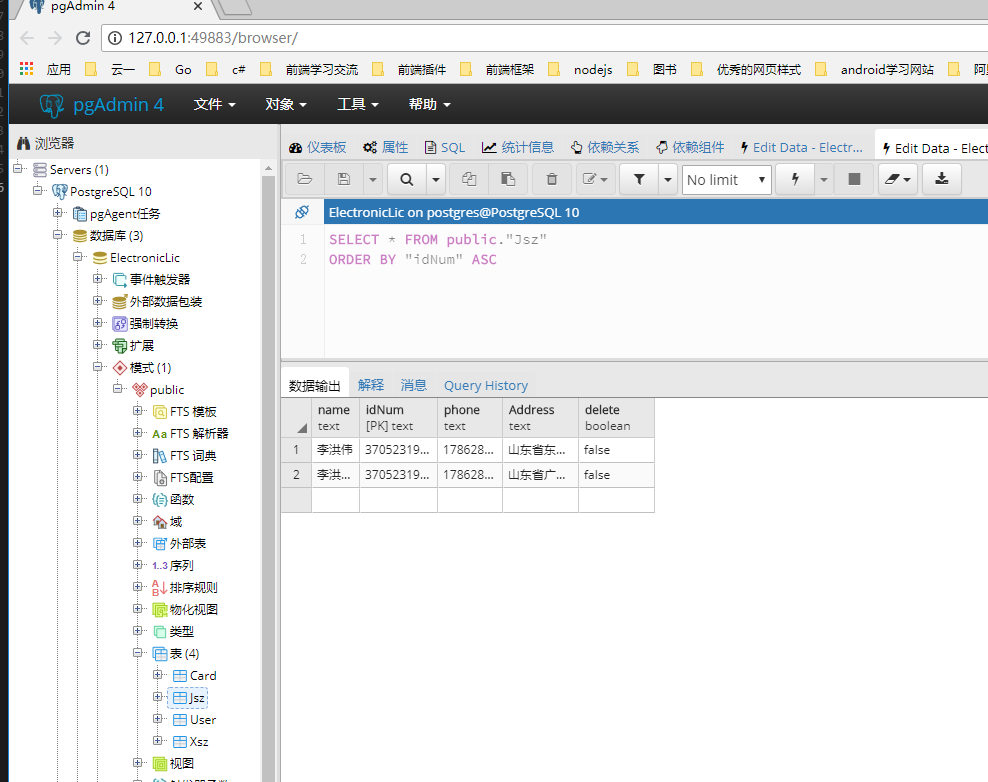 pgAdmin 4
127.0.0.1:49883/browser/
应用 云一 Go c# 前端学习交流 前端插件 前端框架 nodejs 图书 优秀的网页样式 android学习网站
pgAdmin 4 文件 对象 工具 帮助
浏览器
仪表板 属性 SQL 统计信息 依赖关系 依赖组件 Edit Data - Electr... Edit Data - Elect
No limit
Servers (1)
PostgreSQL 10
pgAgent任务
数据库 (3)
ElectronicLic
事件触发器
外部数据包装
强制转换
扩展
模式 (1)
public
FTS 模板
Aa FTS 解析器
FTS 词典
FTS配置
函数
域
外部表
1..3 序列
排序规则
物化视图
类型
表 (4)
Card
Jsz
User
Xsz
视图
ElectronicLic on postgres@PostgreSQL 10
1 SELECT * FROM public."Jsz"
2 ORDER BY "idNum" ASC
数据输出 解释 消息 Query History
name idNum phone Address delete
text [PK] text text text boolean
1 李洪伟 37052319... 178628... 山东省东... false
2 李洪... 37052319... 178628... 山东省广... false